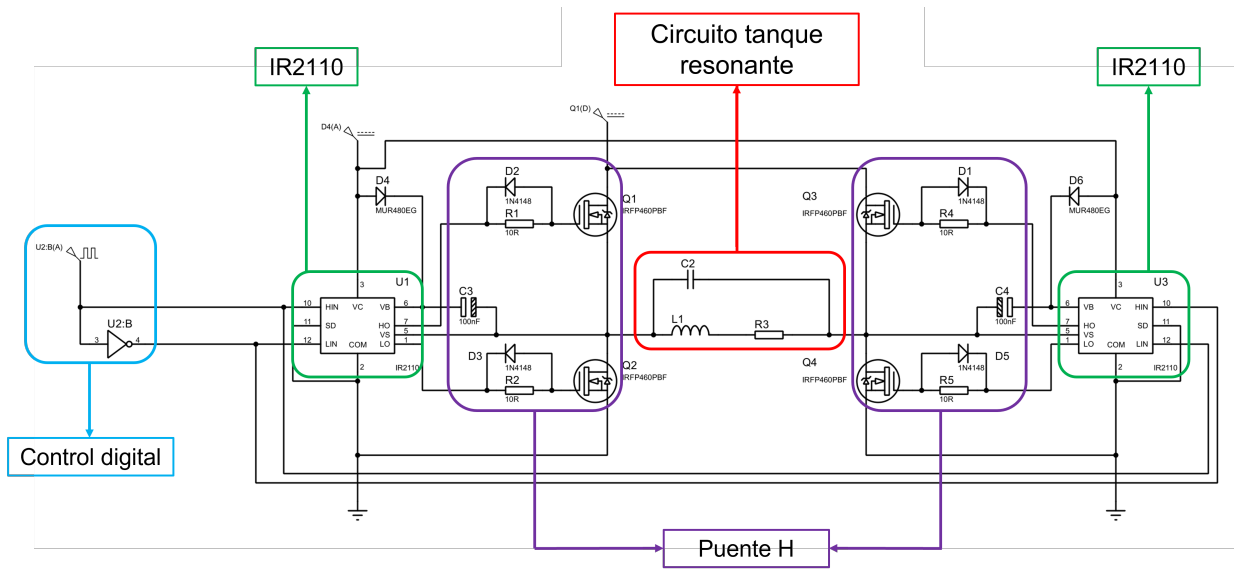 Circuito tanque
resonante
IR2110
IR2110
Q1(D)
D4(A)
D4
MUR480EG
D2
1N4148
R1
10R
Q1
IRFP460PBF
Q3
IRFP460PBF
D1
1N4148
R4
10R
D6
MUR480EG
U2:B(A)
U2:B
3
4
U1
3
10
11
12
HIN
SD
LIN
VC
COM
VB
HO
VS
LO
6
7
5
1
2
IR2110
C3
100nF
C2
L1
R3
C4
100nF
U3
3
6
7
5
1
VB
HO
VS
LO
VC
COM
HIN
SD
LIN
10
11
12
2
IR2110
D3
1N4148
R2
10R
Q2
IRFP460PBF
Q4
IRFP460PBF
D5
1N4148
R5
10R
Control digital
Puente H